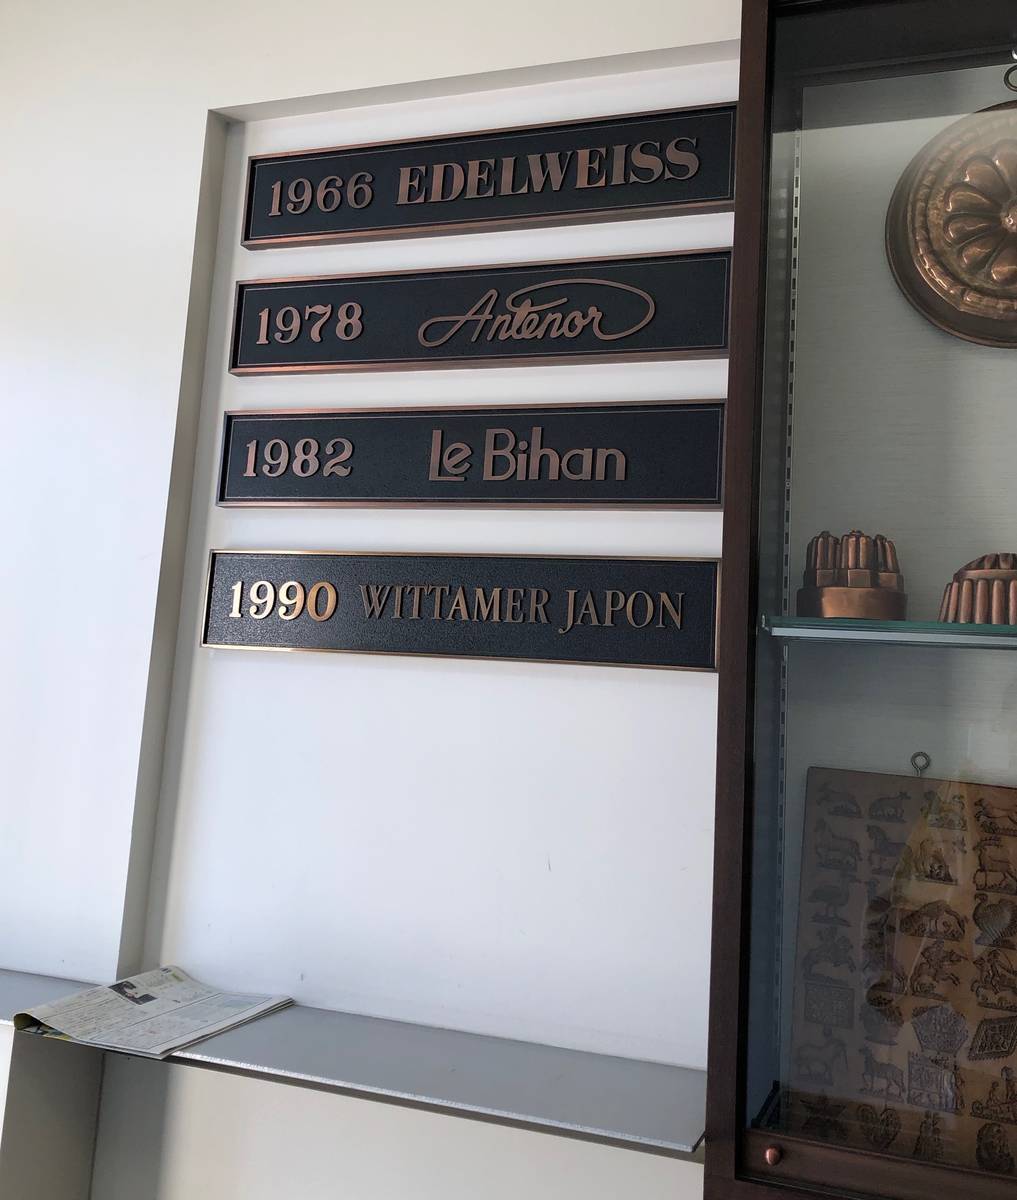 1966 EDELWEISS
1978 Antenor
1982 Le Bihan
1990 WITTAMER JAPON